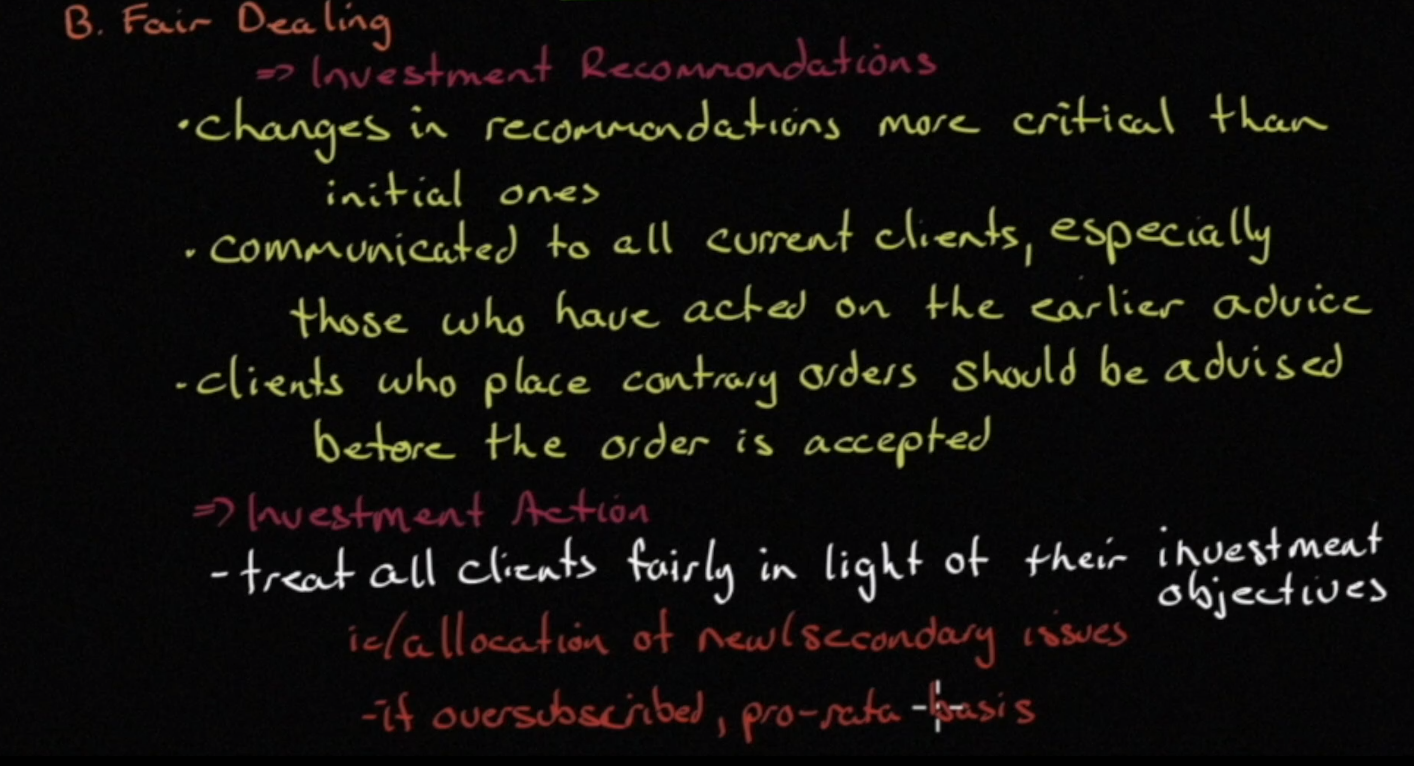 B. Fair Dealing
⇒ Investment Recommondations
• changes in recommondations more critical than
initial ones
• communicated to all current clients, especially
those who have acted on the earlier advice
- clients who place contrary orders should be advised
before the order is accepted
⇒ Investment Action
- treat all clients fairly in light of their investment
objectives
ie/allocation of new/secondary issues
- if oversubscribed, pro-rata - basis